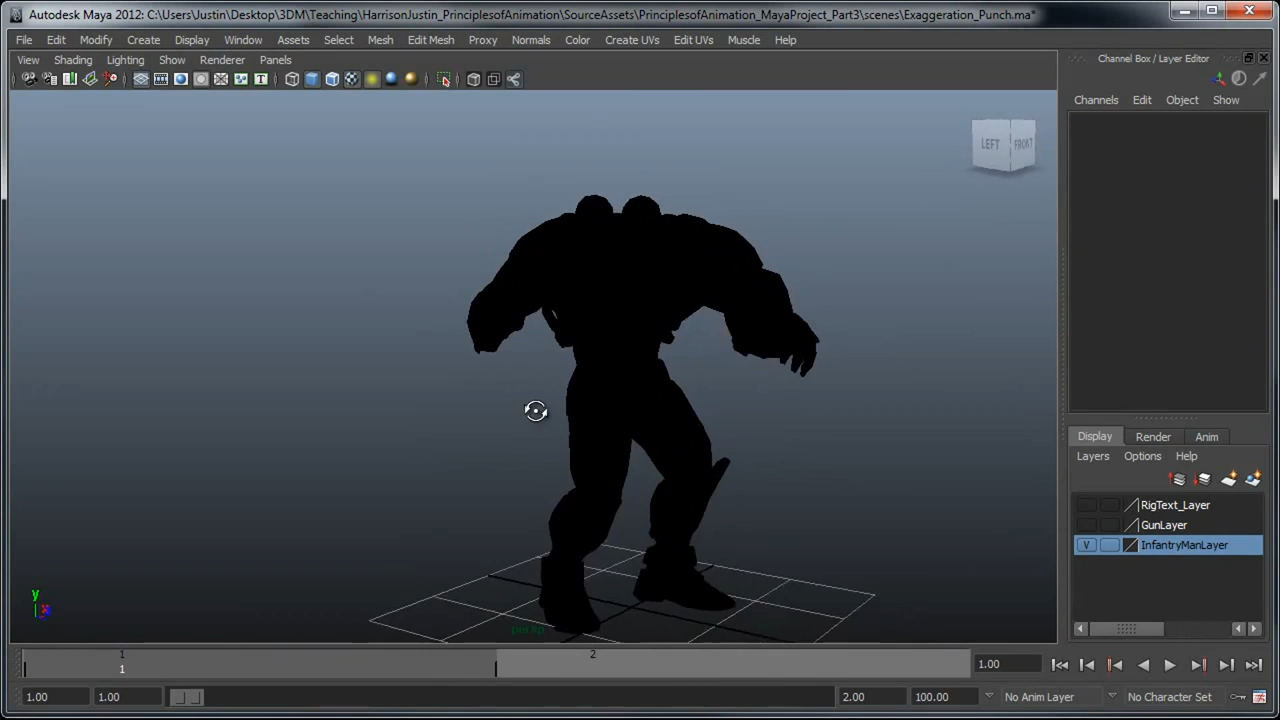 Autodesk Maya 2012: C:\Users\Justin\Desktop\3DM\Teaching\HarrisonJustin_PrinciplesofAnimation\SourceAssets\PrinciplesofAnimation_MayaProject_Part3\scenes\Exaggeration_Punch.ma*
File Edit Modify Create Display Window Assets Select Mesh Edit Mesh Proxy Normals Color Create UVs Edit UVs Muscle Help
View Shading Lighting Show Renderer Panels
Channel Box / Layer Editor
Channels Edit Object Show
LEFT FRONT
Display Render Anim
Layers Options Help
RigText_Layer
GunLayer
V InfantryManLayer
y
x
persp
1 2
1
1.00
1.00 1.00 2.00 100.00 No Anim Layer No Character Set